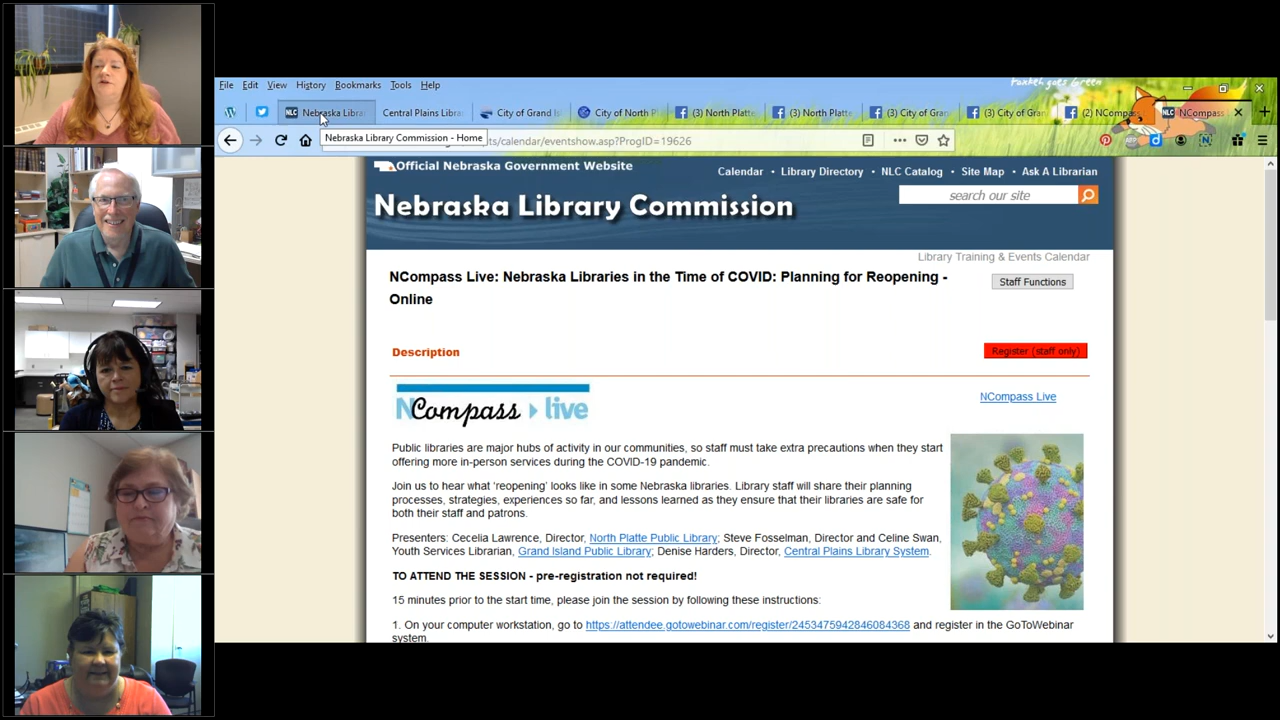 File Edit View History Bookmarks Tools Help
Foxkeh goes Green
NLC Nebraska Libra
Central Plains Libra
City of Grand Is
City of North P
(3) North Platte
(3) North Platte
(3) City of Gran
(3) City of Gran
(2) NCompas
NLC NCompass
Nebraska Library Commission - Home
ts/calendar/eventshow.asp?ProgID=19626
Official Nebraska Government Website
Calendar • Library Directory • NLC Catalog • Site Map • Ask A Librarian
Nebraska Library Commission
search our site
Library Training & Events Calendar
NCompass Live: Nebraska Libraries in the Time of COVID: Planning for Reopening -
Online
Staff Functions
Description
Register (staff only)
NCompass live
NCompass Live
Public libraries are major hubs of activity in our communities, so staff must take extra precautions when they start
offering more in-person services during the COVID-19 pandemic.
Join us to hear what ‘reopening’ looks like in some Nebraska libraries. Library staff will share their planning
processes, strategies, experiences so far, and lessons learned as they ensure that their libraries are safe for
both their staff and patrons.
Presenters: Cecelia Lawrence, Director, North Platte Public Library; Steve Fosselman, Director and Celine Swan,
Youth Services Librarian, Grand Island Public Library; Denise Harders, Director, Central Plains Library System.
TO ATTEND THE SESSION - pre-registration not required!
15 minutes prior to the start time, please join the session by following these instructions:
1. On your computer workstation, go to https://attendee.gotowebinar.com/register/2453475942846084368 and register in the GoToWebinar
system.